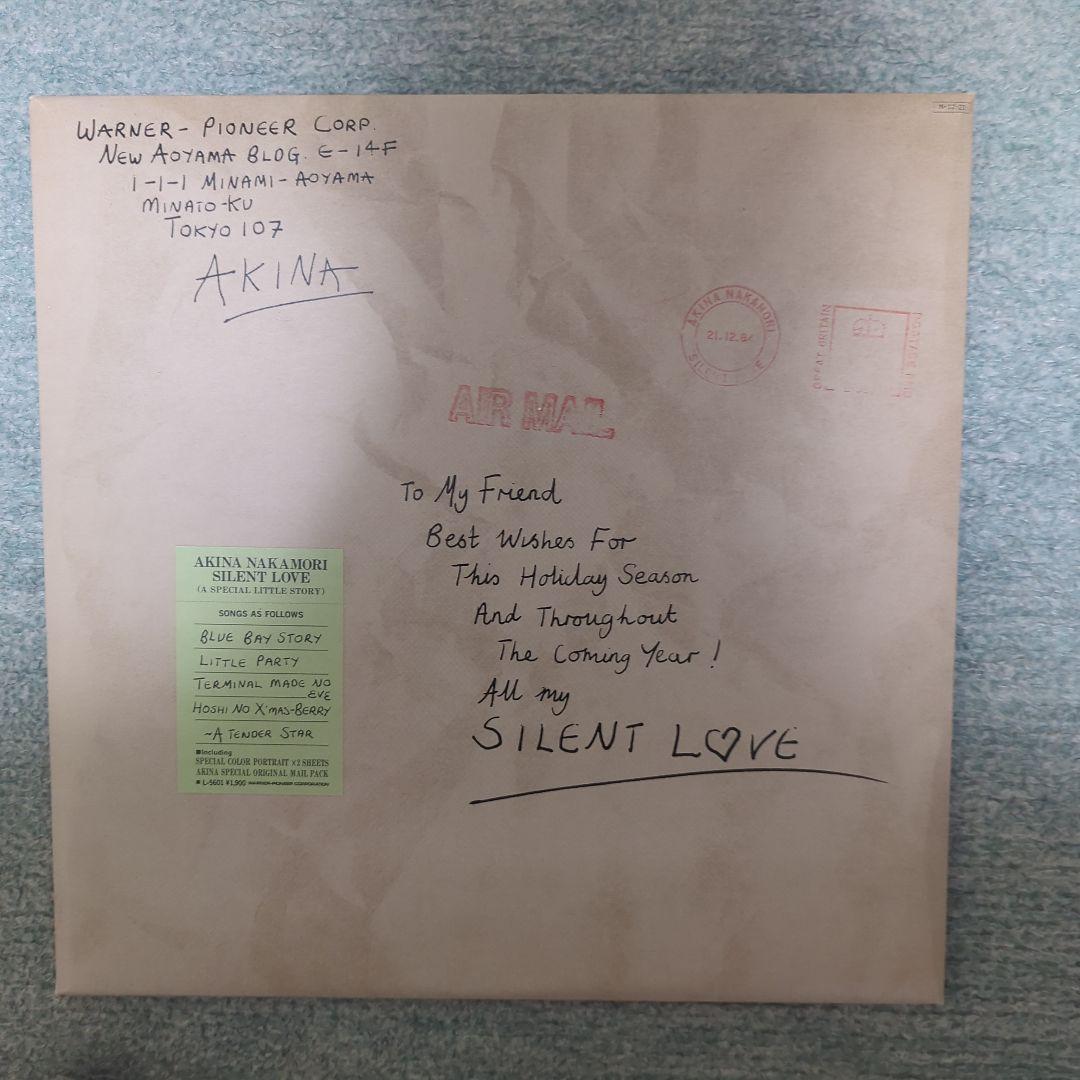 WARNER - PIONEER CORP.
NEW AOYAMA BLDG. E-14F
1-1-1 MINAMI-AOYAMA
MINATO-KU
TOKYO 107
AKINA
AKINA NAKAMORI
21.12.84
SILENT
GREAT BRITAIN
AIR MAIL
To My Friend
Best Wishes For
This Holiday Season
And Throughout
The Coming Year!
All my
SILENT LOVE
AKINA NAKAMORI
SILENT LOVE
(A SPECIAL LITTLE STORY)
SONGS AS FOLLOWS
BLUE BAY STORY
LITTLE PARTY
TERMINAL MADE NO
EVE
HOSHI NO X'MAS-BERRY
~A TENDER STAR
■Including
SPECIAL COLOR PORTRAIT ×2 SHEETS
AKINA SPECIAL ORIGINAL MAIL PACK
■ L-5601 ¥1,900 WARNER-PIONEER CORPORATION